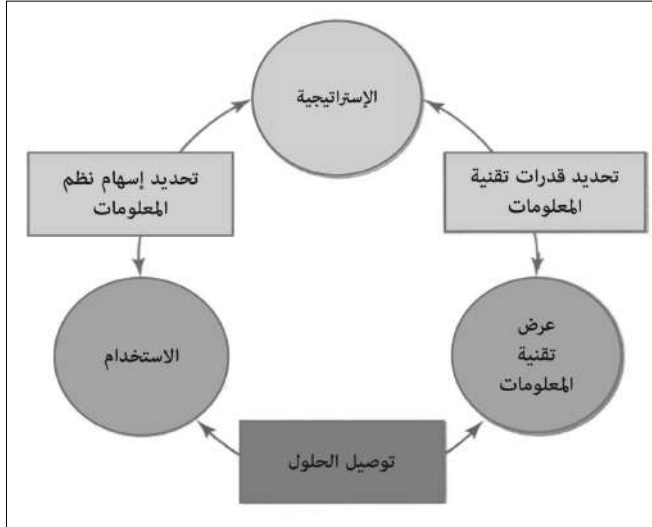 الإستراتيجية
تحديد قدرات تقنية
المعلومات
تحديد إسهام نظم
المعلومات
عرض
تقنية
المعلومات
الاستخدام
توصيل الحلول